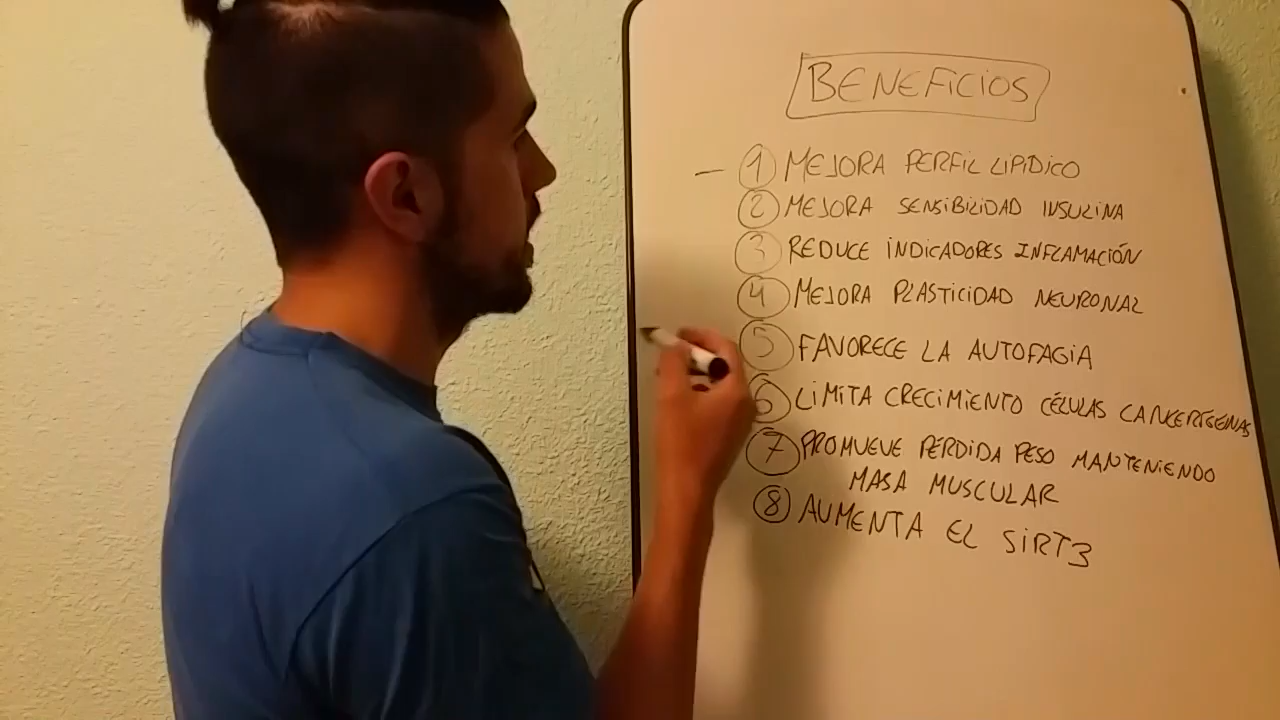 BENEFICIOS
1 MEJORA PERFIL LIPIDICO
2 MEJORA SENSIBILIDAD INSULINA
3 REDUCE INDICADORES INFLAMACIÓN
4 MEJORA PLASTICIDAD NEURONAL
5 FAVORECE LA AUTOFAGIA
6 LIMITA CRECIMIENTO CÉLULAS CANCERIGENAS
7 PROMUEVE PÉRDIDA PESO MANTENIENDO
MASA MUSCULAR
8 AUMENTA EL SIRT3